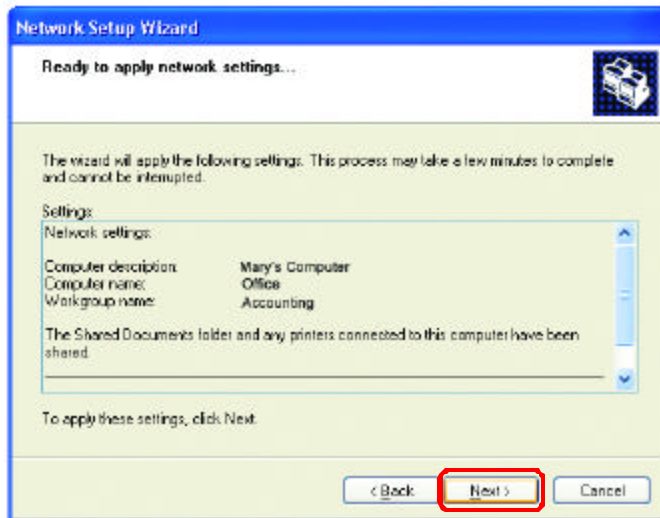 Network Setup Wizard
Ready to apply network settings...
The wizard will apply the following settings. This process may take a few minutes to complete
and cannot be interrupted.
Settings:
Network settings:
Computer description: Mary's Computer
Computer name: Office
Workgroup name: Accounting
The Shared Documents folder and any printers connected to this computer have been
shared.
To apply these settings, click Next.
< Back Next > Cancel